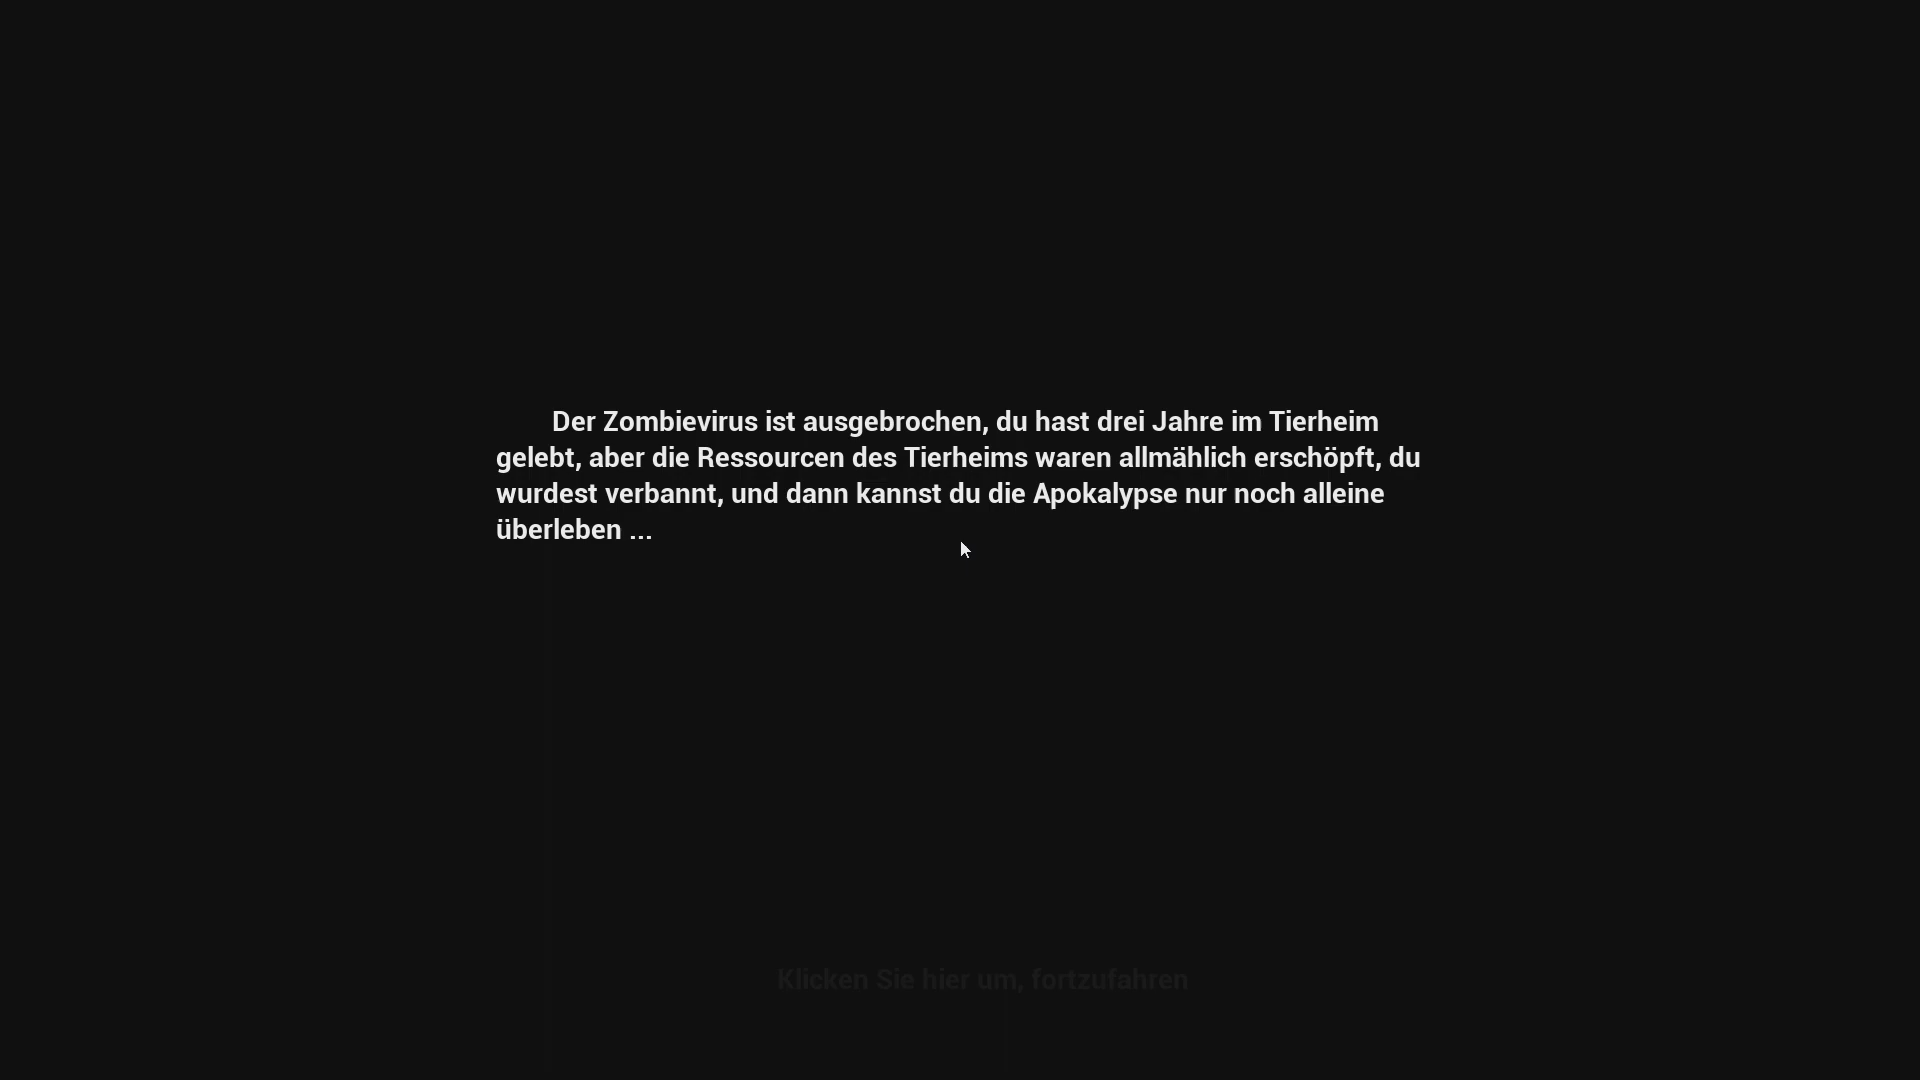 Der Zombievirus ist ausgebrochen, du hast drei Jahre im Tierheim
gelebt, aber die Ressourcen des Tierheims waren allmählich erschöpft, du
wurdest verbannt, und dann kannst du die Apokalypse nur noch alleine
überleben ...
Klicken Sie hier um, fortzufahren